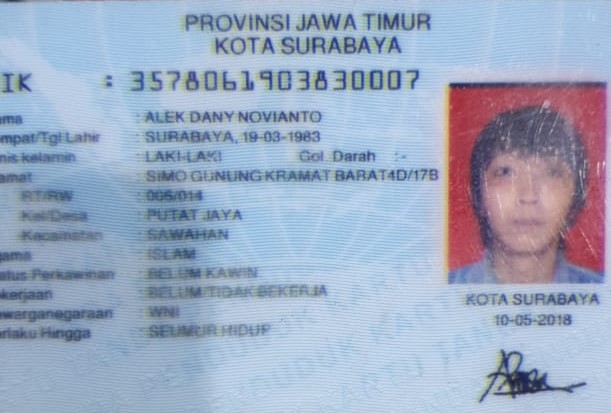 PROVINSI JAWA TIMUR
KOTA SURABAYA
IK : 3578061903830007
ama : ALEK DANY NOVIANTO
mpat/Tgl Lahir : SURABAYA, 19-03-1983
nis kelamin : LAKI-LAKI Gol. Darah :-
amat : SIMO GUNUNG KRAMAT BARAT4D/17B
RT/RW : 005/014
Kel/Desa : PUTAT JAYA
Kecamatan : SAWAHAN
gama : ISLAM
atus Perkawinan : BELUM KAWIN
ekerjaan : BELUM/TIDAK BEKERJA
ewarganegaraan : WNI
erlaku Hingga : SEUMUR HIDUP
KOTA SURABAYA
10-05-2018